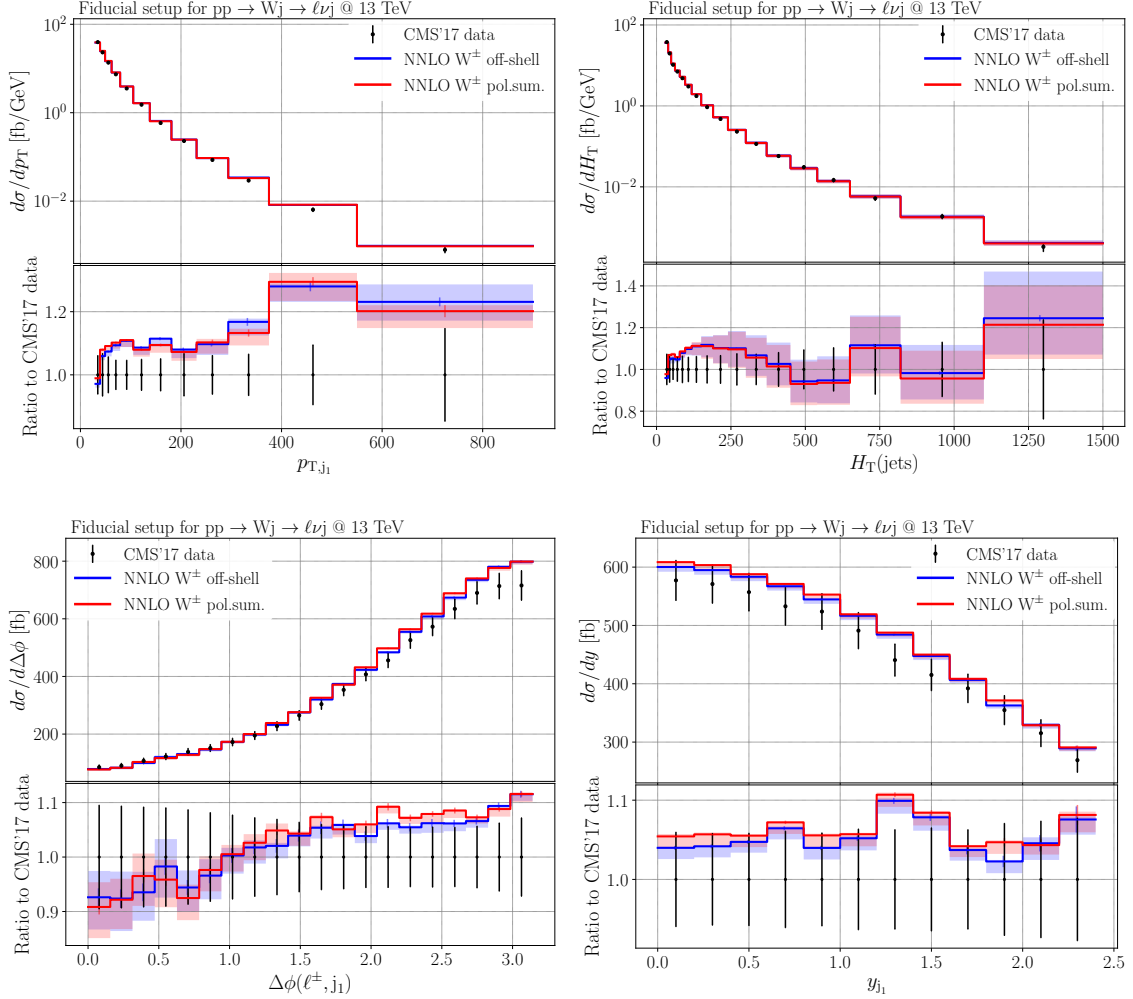 Fiducial setup for pp → Wj → ℓνj @ 13 TeV
CMS'17 data
NNLO W± off-shell
NNLO W± pol.sum.
dσ/dp_T [fb/GeV]
10²
10⁰
10⁻²
Ratio to CMS'17 data
1.2
1.0
0 200 400 600 800
p_T,j₁
Fiducial setup for pp → Wj → ℓνj @ 13 TeV
CMS'17 data
NNLO W± off-shell
NNLO W± pol.sum.
dσ/dH_T [fb/GeV]
10²
10⁰
10⁻²
Ratio to CMS'17 data
1.4
1.2
1.0
0.8
0 250 500 750 1000 1250 1500
H_T(jets)
Fiducial setup for pp → Wj → ℓνj @ 13 TeV
CMS'17 data
NNLO W± off-shell
NNLO W± pol.sum.
dσ/dΔϕ [fb]
800
600
400
200
Ratio to CMS'17 data
1.1
1.0
0.9
0.0 0.5 1.0 1.5 2.0 2.5 3.0
Δϕ(ℓ±, j₁)
Fiducial setup for pp → Wj → ℓνj @ 13 TeV
CMS'17 data
NNLO W± off-shell
NNLO W± pol.sum.
dσ/dy [fb]
600
500
400
300
Ratio to CMS'17 data
1.1
1.0
0.0 0.5 1.0 1.5 2.0 2.5
y_j₁